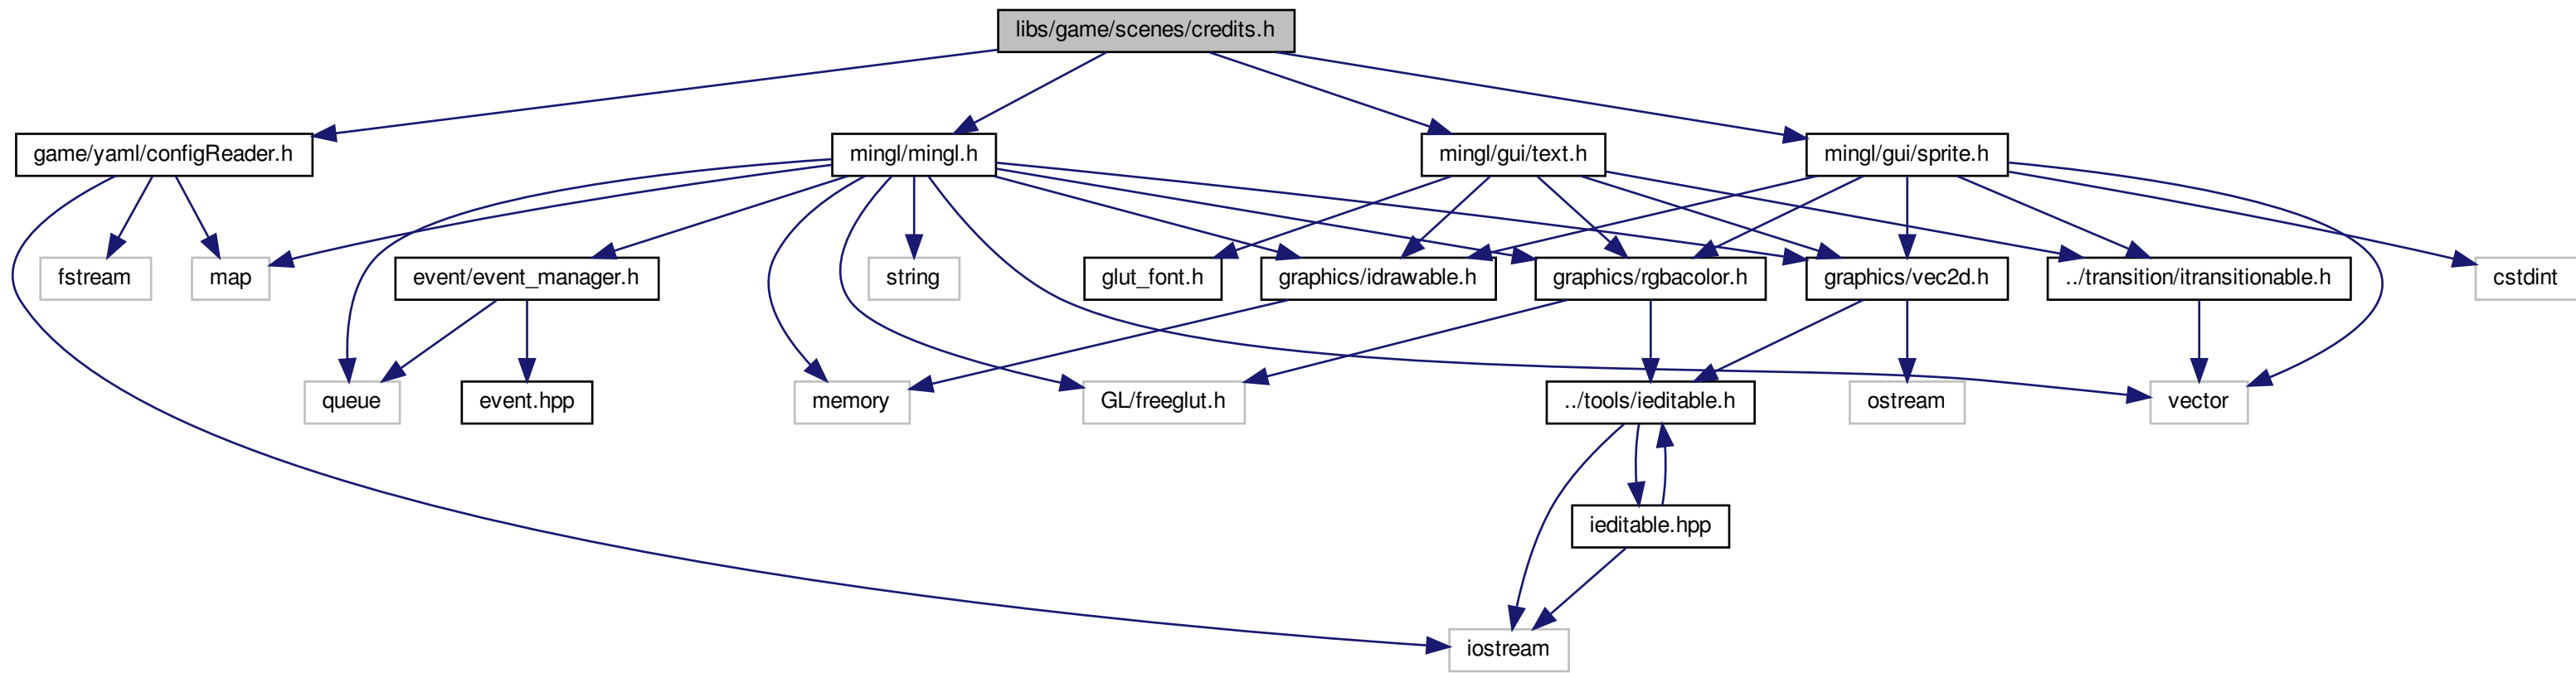 libs/game/scenes/credits.h
game/yaml/configReader.h
mingl/mingl.h
mingl/gui/text.h
mingl/gui/sprite.h
fstream
map
event/event_manager.h
string
glut_font.h
graphics/idrawable.h
graphics/rgbacolor.h
graphics/vec2d.h
../transition/itransitionable.h
cstdint
queue
event.hpp
memory
GL/freeglut.h
../tools/ieditable.h
ostream
vector
ieditable.hpp
iostream